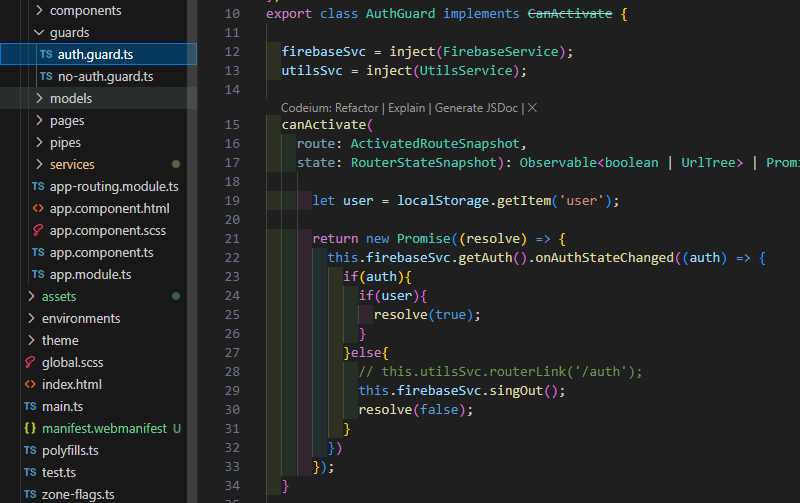 components
guards
TS auth.guard.ts
TS no-auth.guard.ts
models
pages
pipes
services
TS app-routing.module.ts
<> app.component.html
app.component.scss
TS app.component.ts
TS app.module.ts
assets
environments
theme
global.scss
<> index.html
TS main.ts
{} manifest.webmanifest U
TS polyfills.ts
TS test.ts
TS zone-flags.ts
10 export class AuthGuard implements CanActivate {
11
12 firebaseSvc = inject(FirebaseService);
13 utilsSvc = inject(UtilsService);
14
Codeium: Refactor | Explain | Generate JSDoc | X
15 canActivate(
16 route: ActivatedRouteSnapshot,
17 state: RouterStateSnapshot): Observable<boolean | UrlTree> | Promi
18
19 let user = localStorage.getItem('user');
20
21 return new Promise((resolve) => {
22 this.firebaseSvc.getAuth().onAuthStateChanged((auth) => {
23 if(auth){
24 if(user){
25 resolve(true);
26 }
27 }else{
28 // this.utilsSvc.routerLink('/auth');
29 this.firebaseSvc.singOut();
30 resolve(false);
31 }
32 })
33 });
34 }